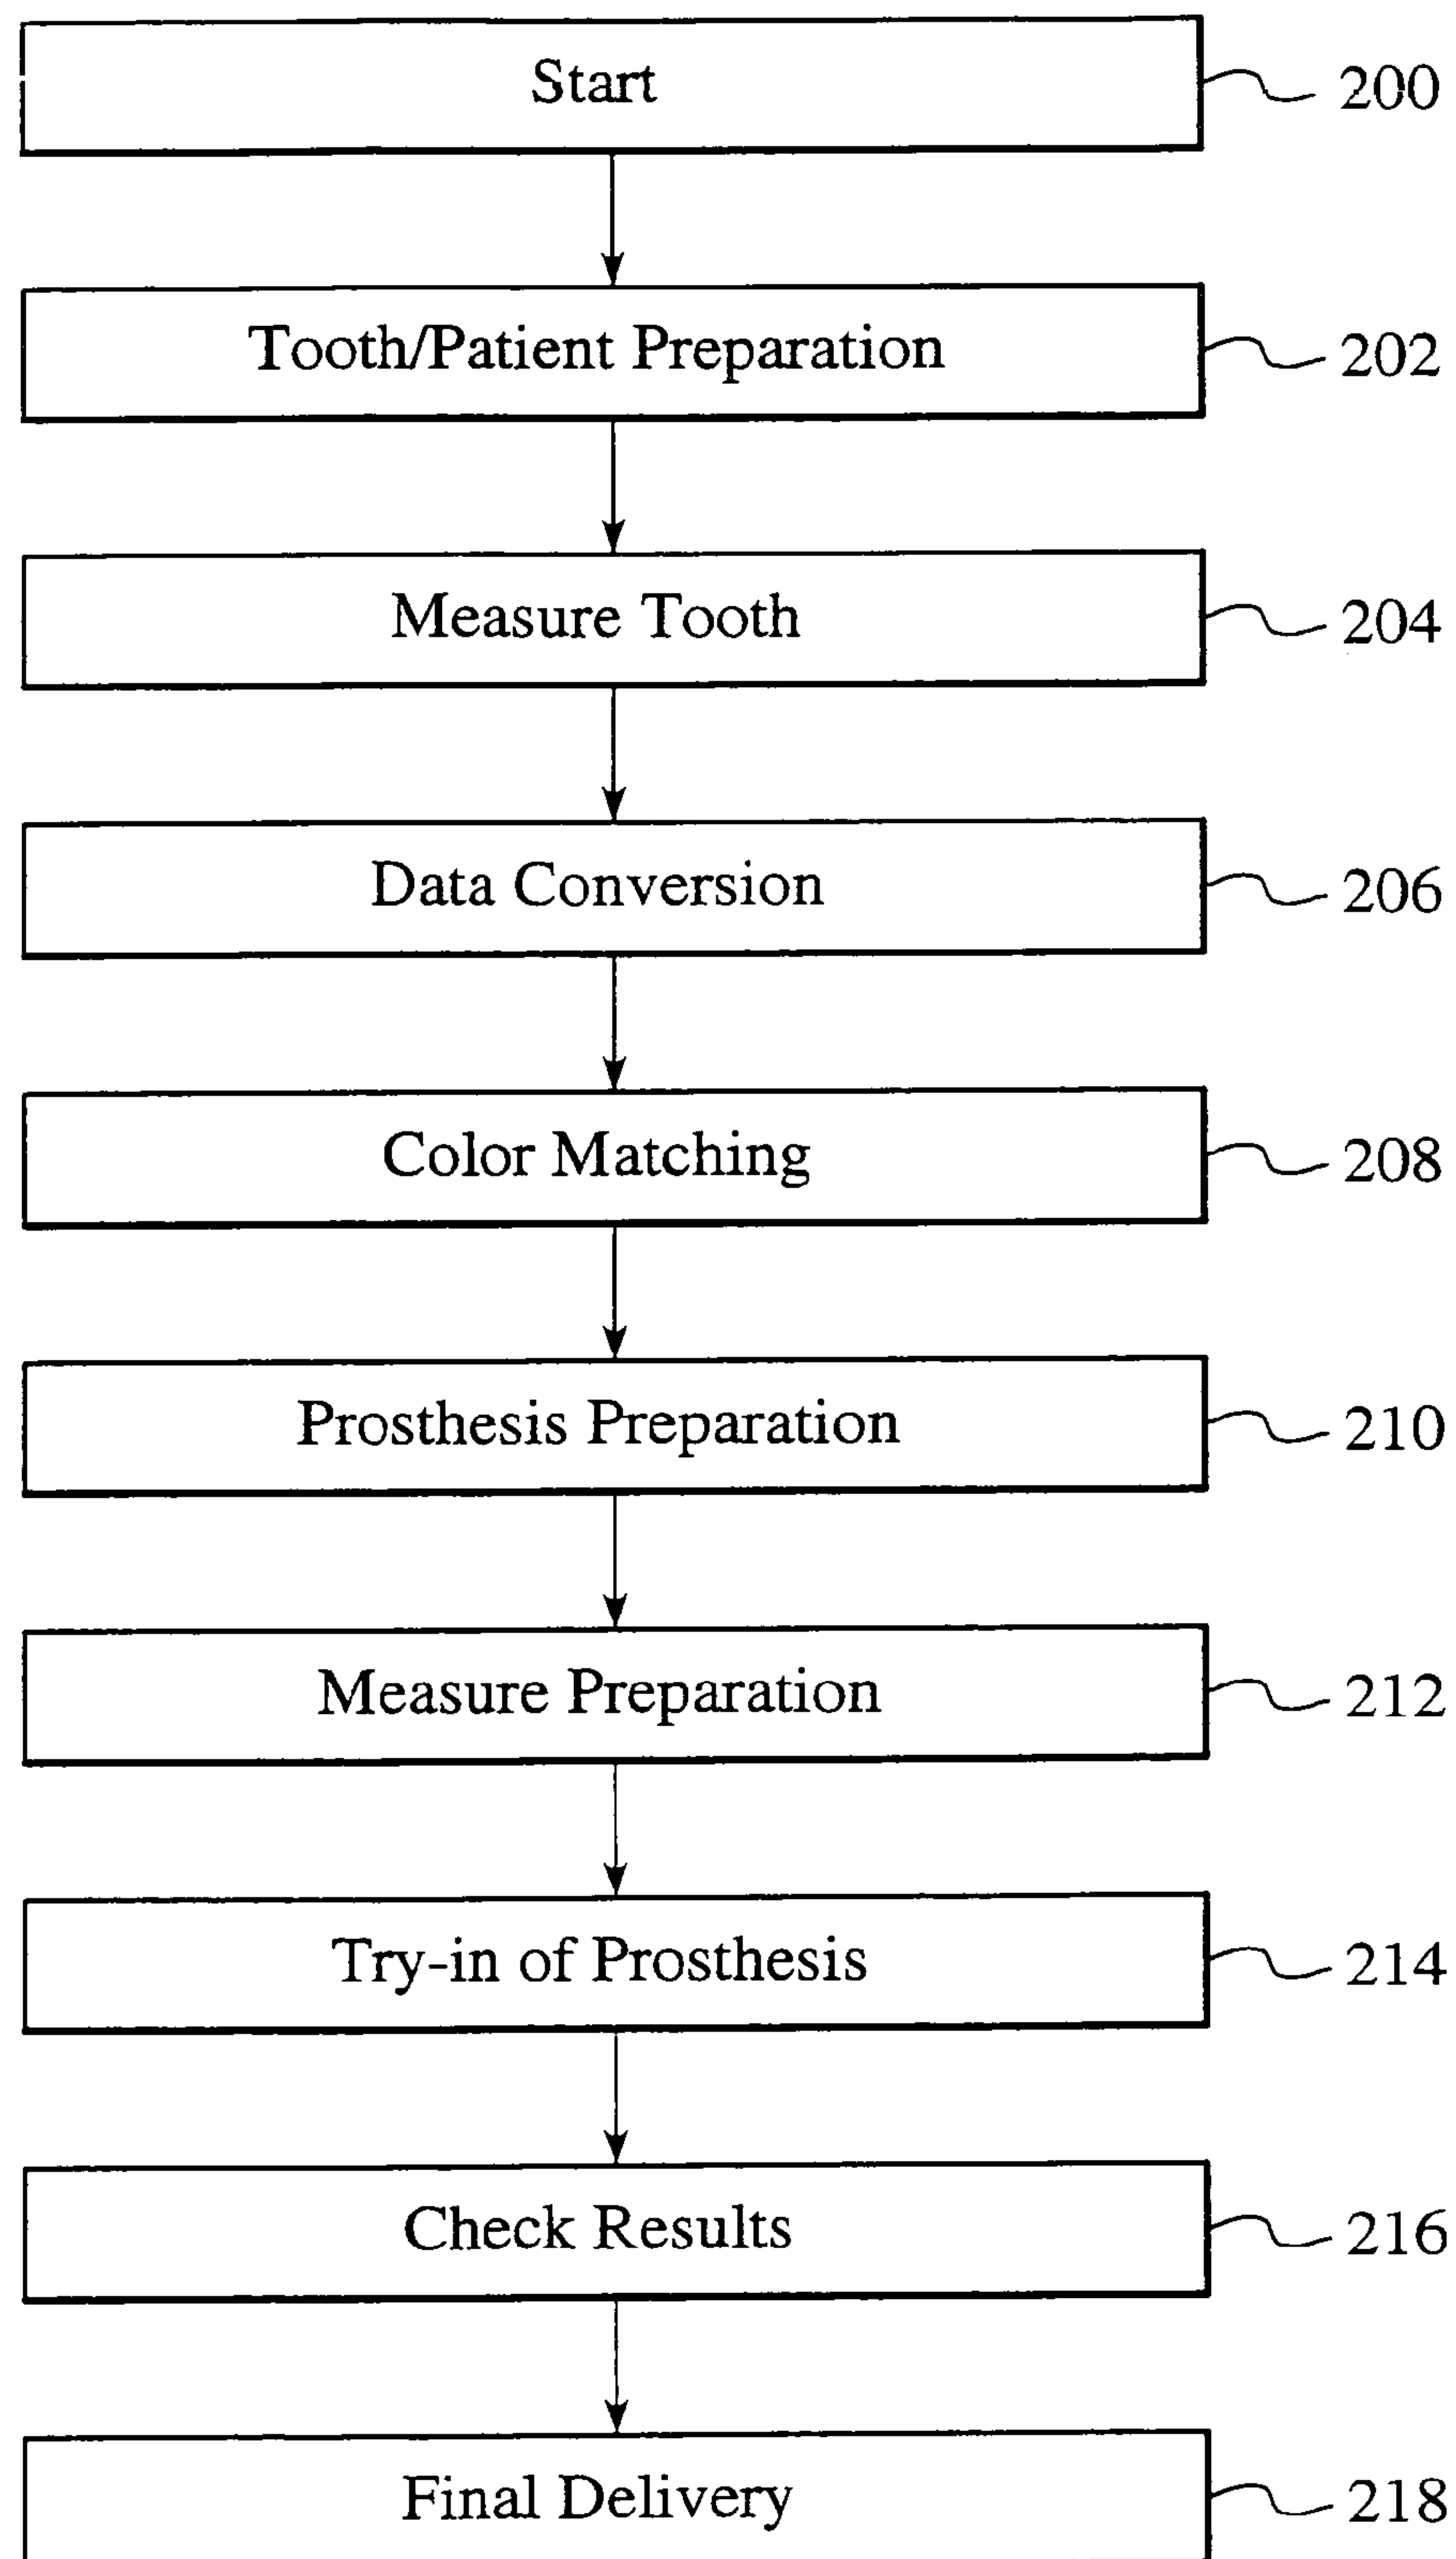 Start 200
Tooth/Patient Preparation 202
Measure Tooth 204
Data Conversion 206
Color Matching 208
Prosthesis Preparation 210
Measure Preparation 212
Try-in of Prosthesis 214
Check Results 216
Final Delivery 218